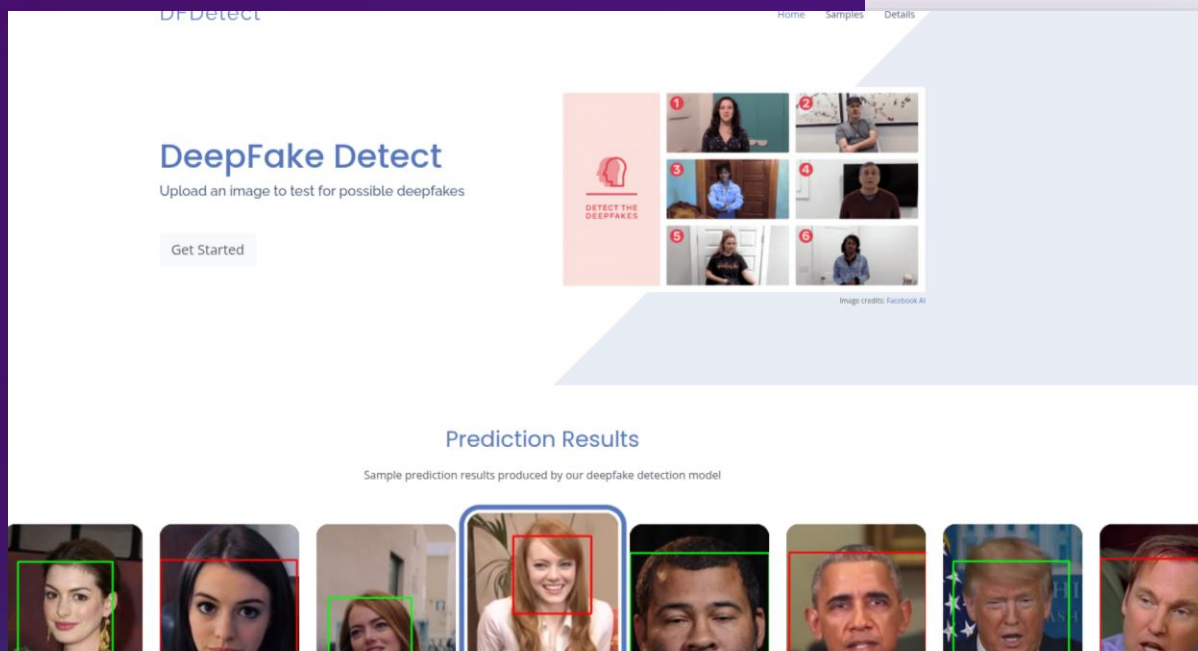 DFDetect
Home Samples Details
DeepFake Detect
Upload an image to test for possible deepfakes
Get Started
DETECT THE
DEEPFAKES
1
2
3
4
5
6
Image credits: Facebook AI
Prediction Results
Sample prediction results produced by our deepfake detection model